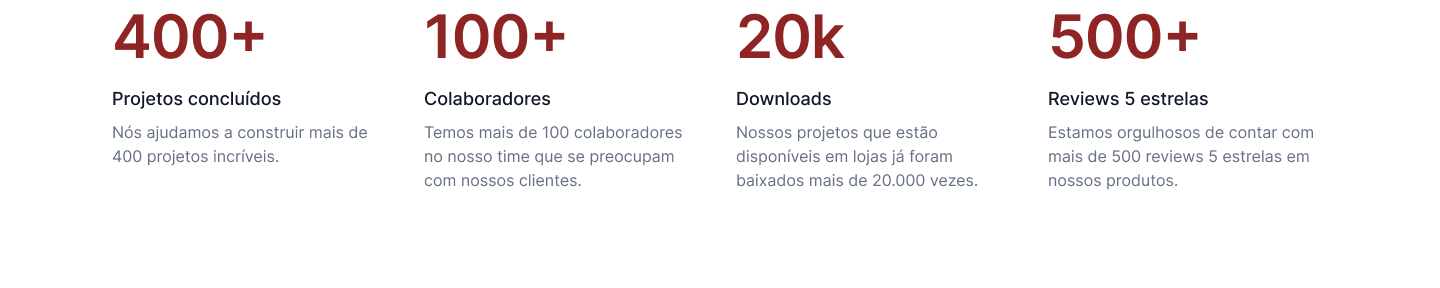 400+
Projetos concluídos
Nós ajudamos a construir mais de
400 projetos incríveis.
100+
Colaboradores
Temos mais de 100 colaboradores
no nosso time que se preocupam
com nossos clientes.
20k
Downloads
Nossos projetos que estão
disponíveis em lojas já foram
baixados mais de 20.000 vezes.
500+
Reviews 5 estrelas
Estamos orgulhosos de contar com
mais de 500 reviews 5 estrelas em
nossos produtos.